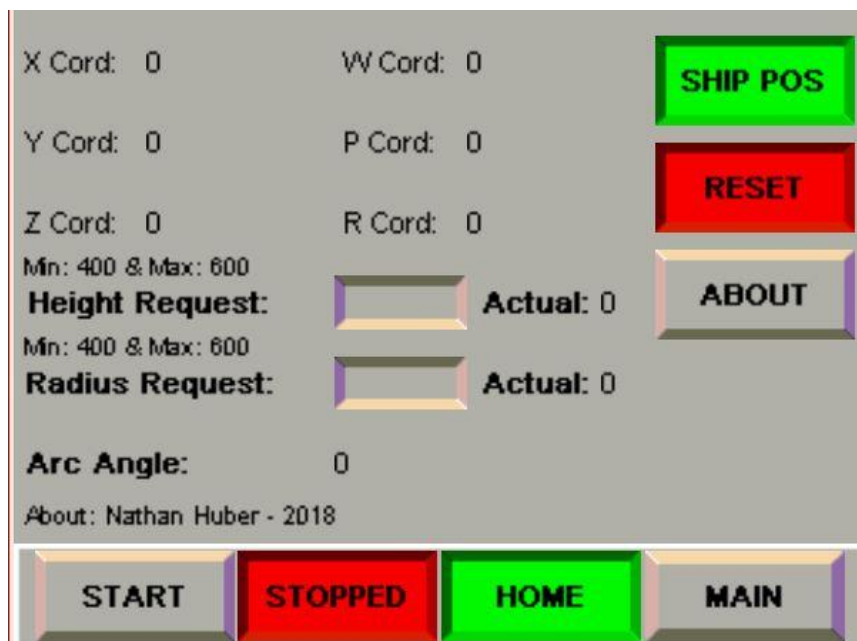 X Cord: 0 W Cord: 0
SHIP POS
Y Cord: 0 P Cord: 0
RESET
Z Cord: 0 R Cord: 0
Min: 400 & Max: 600
Height Request: Actual: 0
ABOUT
Min: 400 & Max: 600
Radius Request: Actual: 0
Arc Angle: 0
About: Nathan Huber - 2018
START STOPPED HOME MAIN